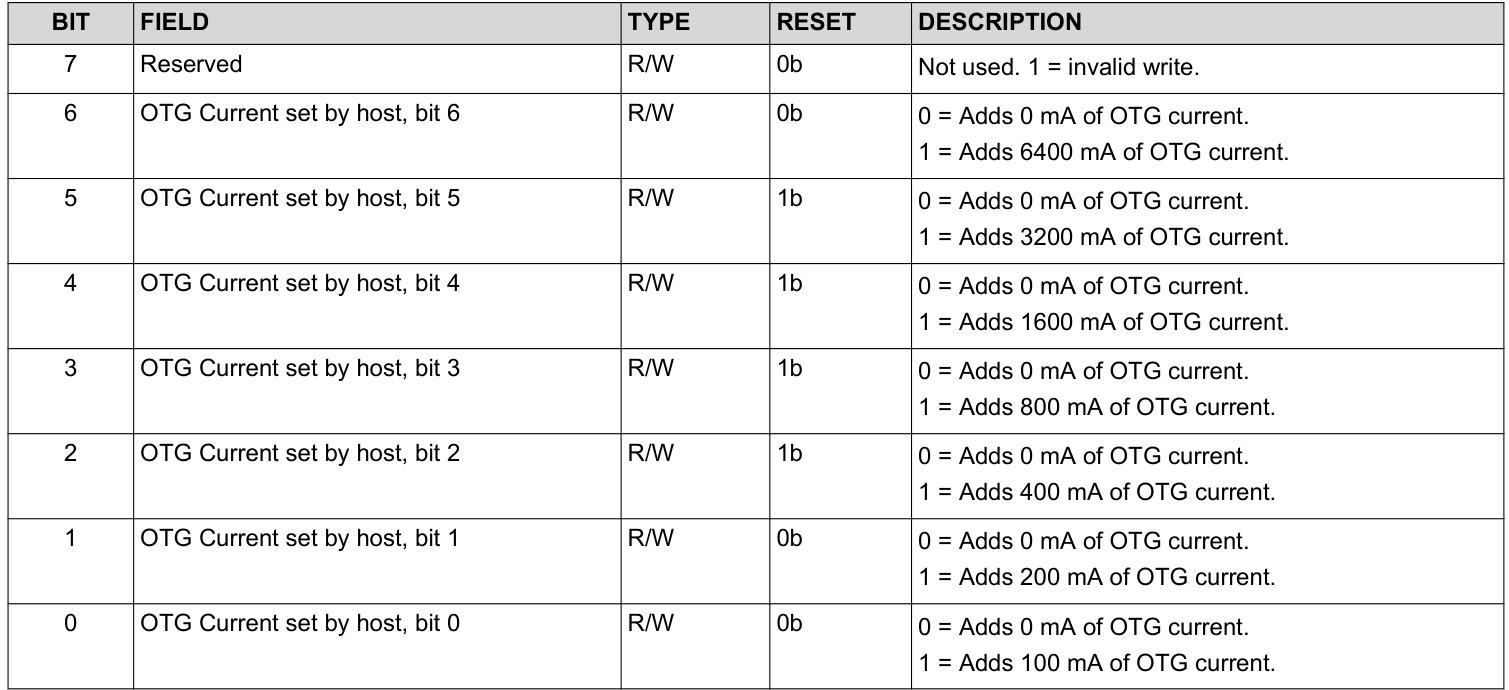 BIT FIELD TYPE RESET DESCRIPTION
7 Reserved R/W 0b Not used. 1 = invalid write.
6 OTG Current set by host, bit 6 R/W 0b 0 = Adds 0 mA of OTG current.
1 = Adds 6400 mA of OTG current.
5 OTG Current set by host, bit 5 R/W 1b 0 = Adds 0 mA of OTG current.
1 = Adds 3200 mA of OTG current.
4 OTG Current set by host, bit 4 R/W 1b 0 = Adds 0 mA of OTG current.
1 = Adds 1600 mA of OTG current.
3 OTG Current set by host, bit 3 R/W 1b 0 = Adds 0 mA of OTG current.
1 = Adds 800 mA of OTG current.
2 OTG Current set by host, bit 2 R/W 1b 0 = Adds 0 mA of OTG current.
1 = Adds 400 mA of OTG current.
1 OTG Current set by host, bit 1 R/W 0b 0 = Adds 0 mA of OTG current.
1 = Adds 200 mA of OTG current.
0 OTG Current set by host, bit 0 R/W 0b 0 = Adds 0 mA of OTG current.
1 = Adds 100 mA of OTG current.